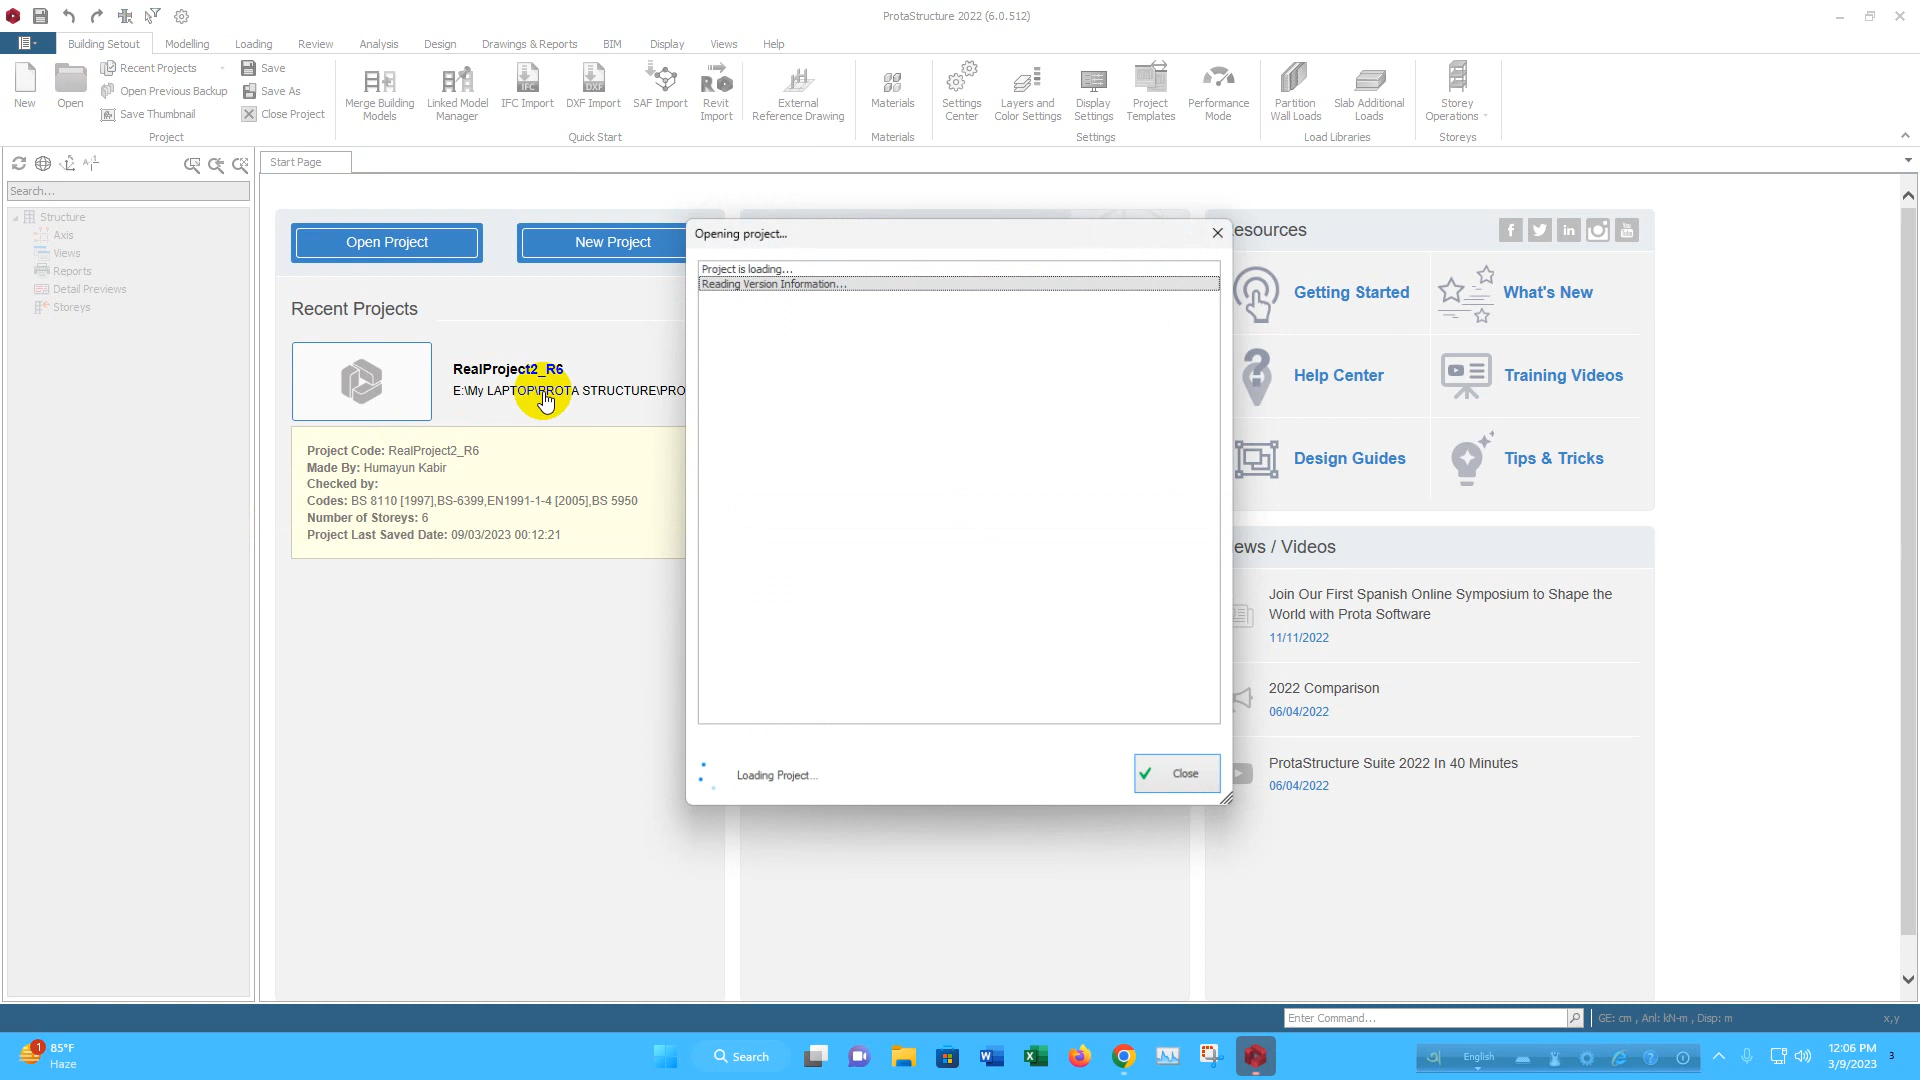 ProtaStructure 2022 (6.0.512)
Building Setout Modelling Loading Review Analysis Design Drawings & Reports BIM Display Views Help
New
Open
Recent Projects
Open Previous Backup
Save Thumbnail
Save
Save As
Close Project
Project
Merge Building
Models
Linked Model
Manager
IFC
IFC Import
DXF
DXF Import
SAF Import
Revit
Import
External
Reference Drawing
Quick Start
Materials
Materials
Settings
Center
Layers and
Color Settings
Display
Settings
Project
Templates
Performance
Mode
Settings
Partition
Wall Loads
Slab Additional
Loads
Load Libraries
Storey
Operations
Storeys
Start Page
Search...
Structure
Axis
Views
Reports
Detail Previews
Storeys
Open Project
New Project
Recent Projects
RealProject2_R6
E:\My LAPTOP\PROTA STRUCTURE\PRO
Project Code: RealProject2_R6
Made By: Humayun Kabir
Checked by:
Codes: BS 8110 [1997],BS-6399,EN1991-1-4 [2005],BS 5950
Number of Storeys: 6
Project Last Saved Date: 09/03/2023 00:12:21
Opening project...
Project is loading...
Reading Version Information...
Loading Project...
Close
esources
Getting Started
What's New
Help Center
Training Videos
Design Guides
Tips & Tricks
ews / Videos
Join Our First Spanish Online Symposium to Shape the
World with Prota Software
11/11/2022
2022 Comparison
06/04/2022
ProtaStructure Suite 2022 In 40 Minutes
06/04/2022
Enter Command...
GE: cm , Anl: kN-m , Disp: m
x,y
1
85°F
Haze
Search
English
12:06 PM
3/9/2023
3